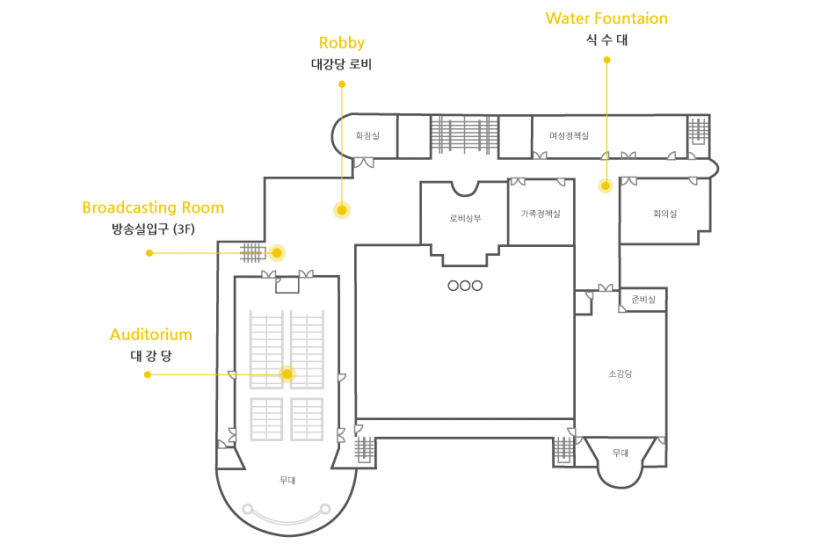 Water Fountaion
식 수 대
Robby
대강당 로비
화장실
여성정책실
Broadcasting Room
방송실입구 (3F)
로비상부
가족정책실
회의실
준비실
Auditorium
대 강 당
소강당
무대
무대